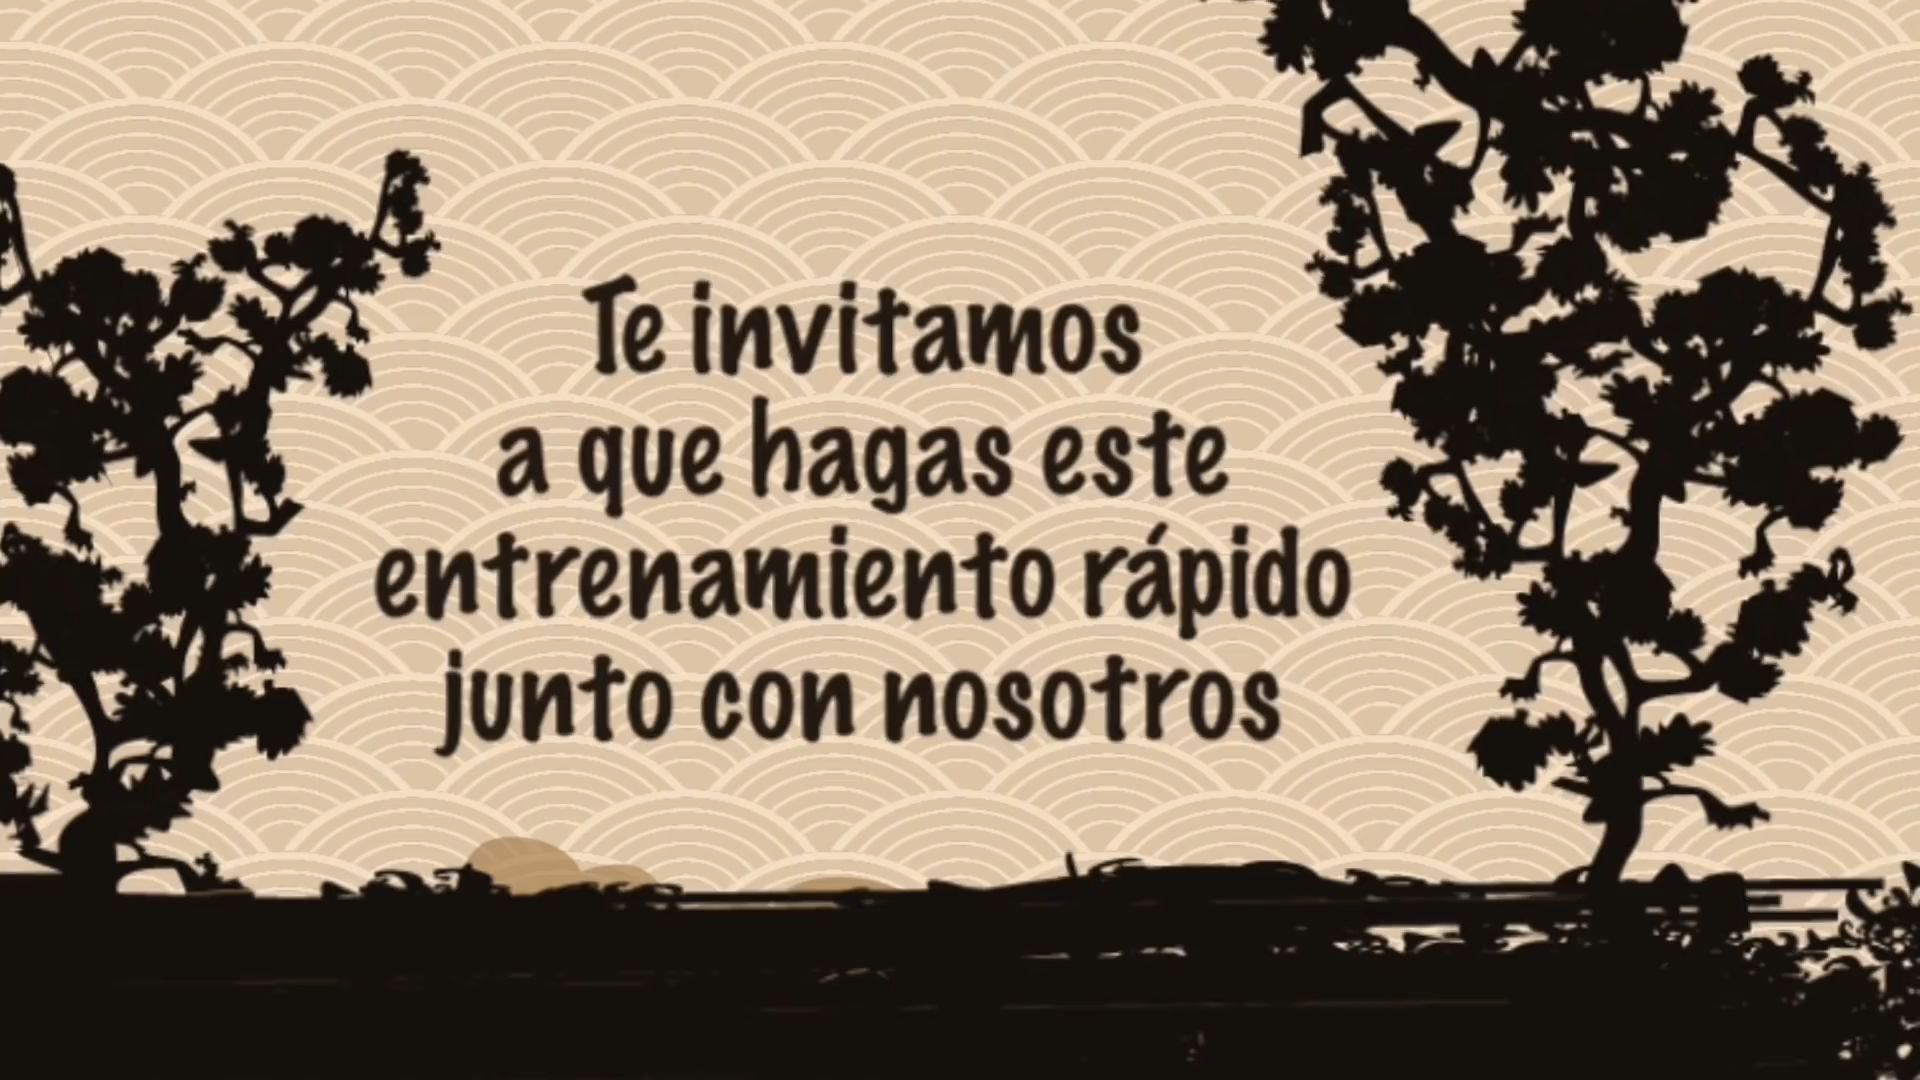 Te invitamos
a que hagas este
entrenamiento rápido
junto con nosotros